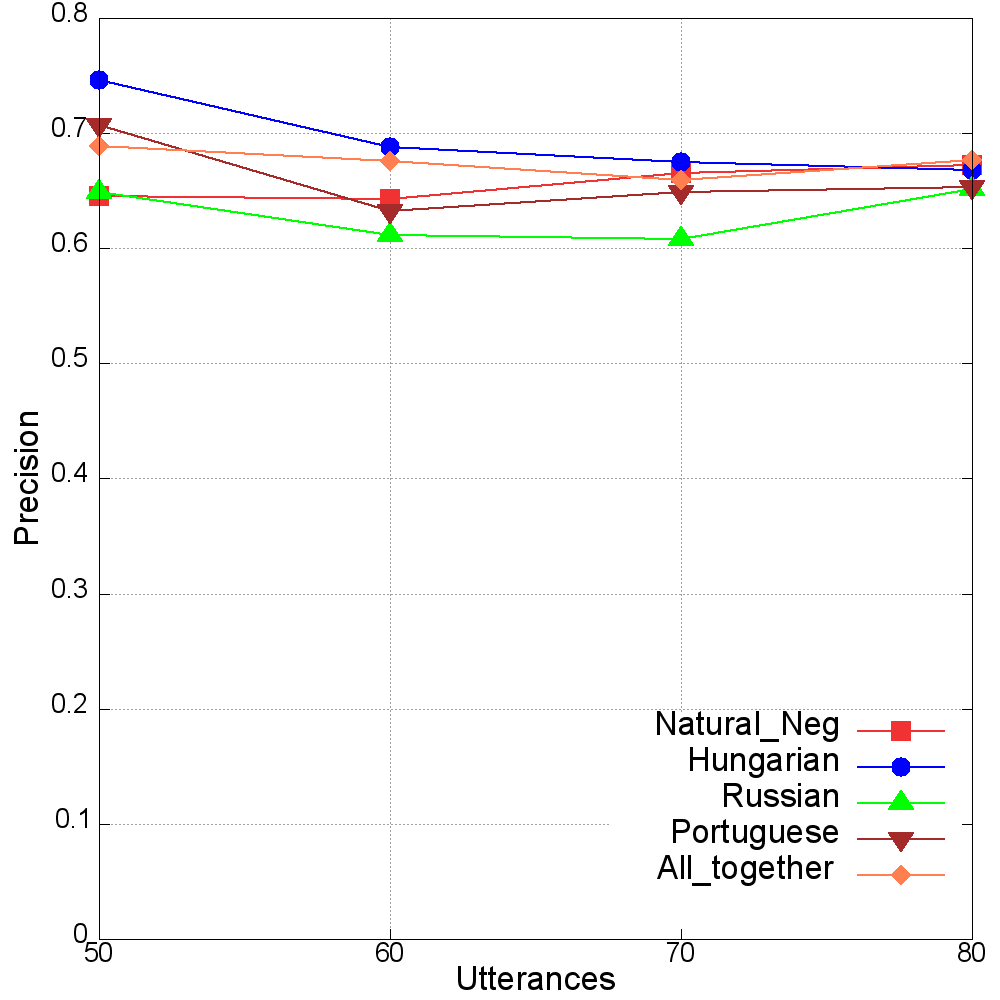 0.8
0.7
0.6
0.5
0.4
0.3
0.2
0.1
0
Precision
Natural_Neg
Hungarian
Russian
Portuguese
All_together
50 60 70 80
Utterances